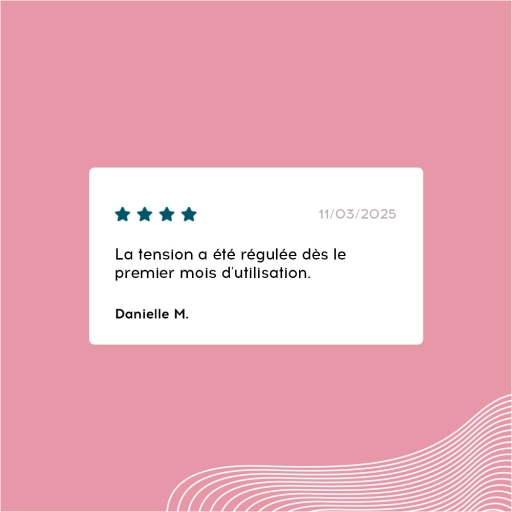 11/03/2025
La tension a été régulée dès le
premier mois d'utilisation.
Danielle M.